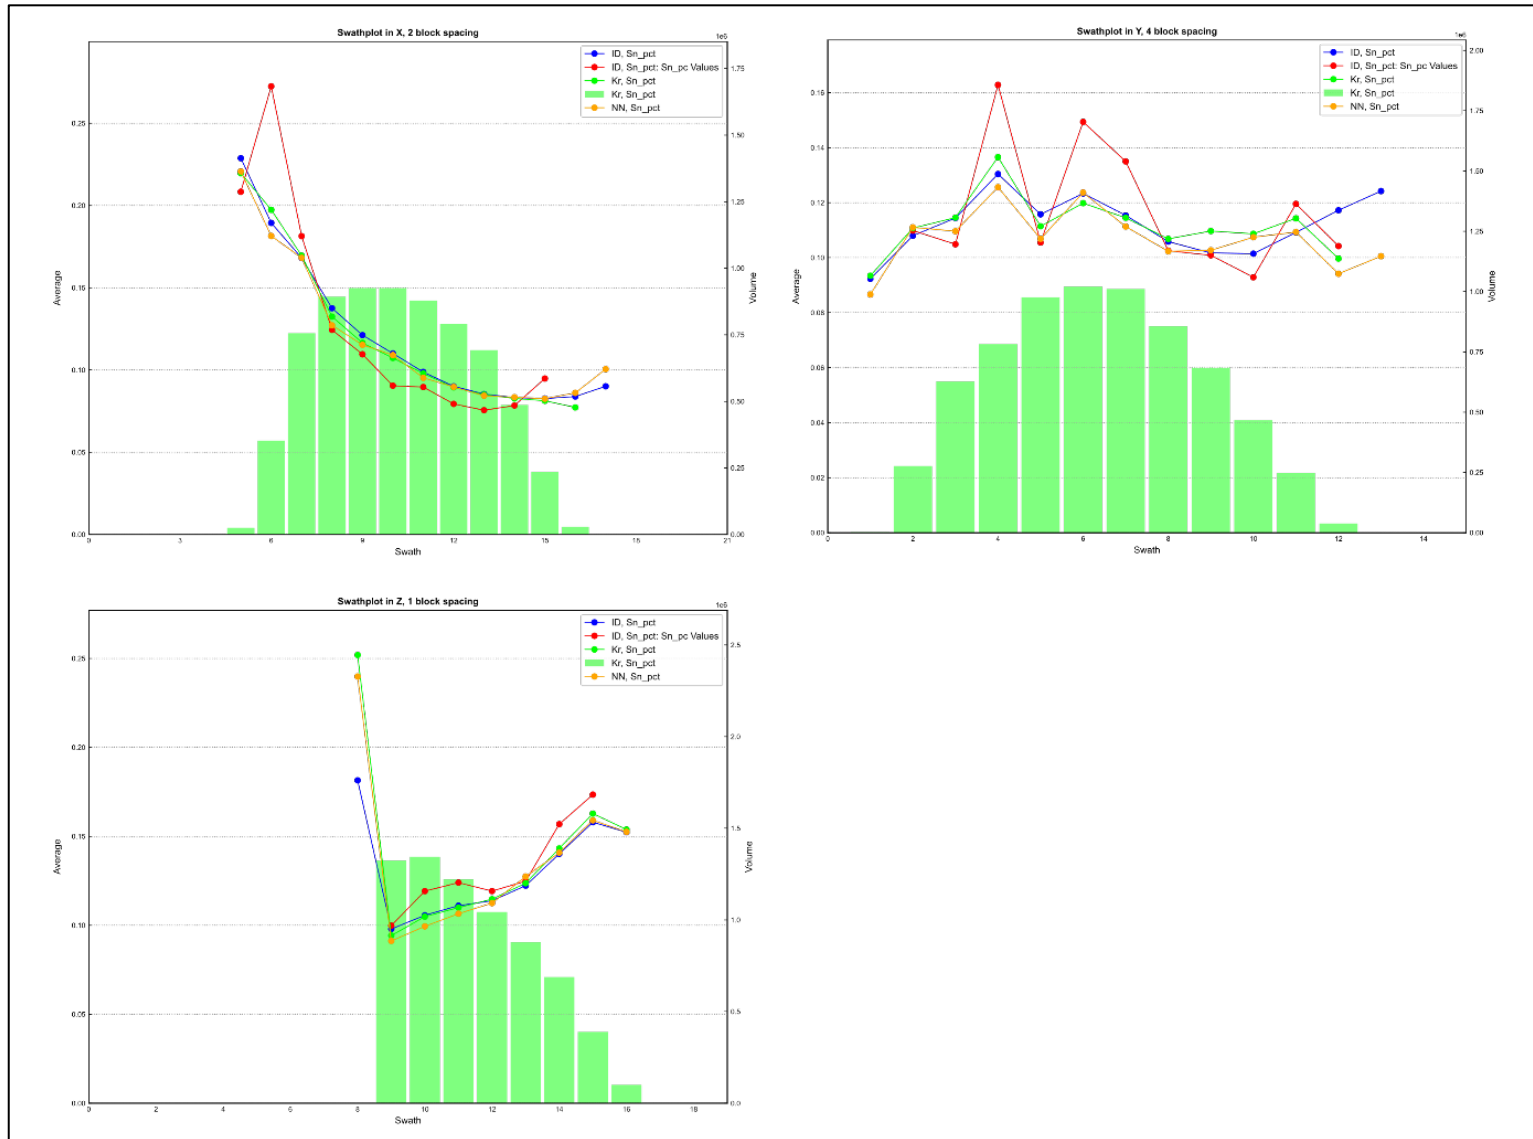 Swathplot in X, 2 block spacing
1e6
ID, Sn_pct
ID, Sn_pct: Sn_pc Values
Kr, Sn_pct
Kr, Sn_pct
NN, Sn_pct
0.25
0.20
0.15
0.10
0.05
0.00
Average
1.75
1.50
1.25
1.00
0.75
0.50
0.25
0.00
Volume
0 3 6 9 12 15 18 21
Swath
Swathplot in Y, 4 block spacing
1e6
ID, Sn_pct
ID, Sn_pct: Sn_pc Values
Kr, Sn_pct
Kr, Sn_pct
NN, Sn_pct
0.16
0.14
0.12
0.10
0.08
0.06
0.04
0.02
0.00
Average
2.00
1.75
1.50
1.25
1.00
0.75
0.50
0.25
0.00
Volume
0 2 4 6 8 10 12 14
Swath
Swathplot in Z, 1 block spacing
1e6
ID, Sn_pct
ID, Sn_pct: Sn_pc Values
Kr, Sn_pct
Kr, Sn_pct
NN, Sn_pct
0.25
0.20
0.15
0.10
0.05
0.00
Average
2.5
2.0
1.5
1.0
0.5
0.0
Volume
0 2 4 6 8 10 12 14 16 18
Swath